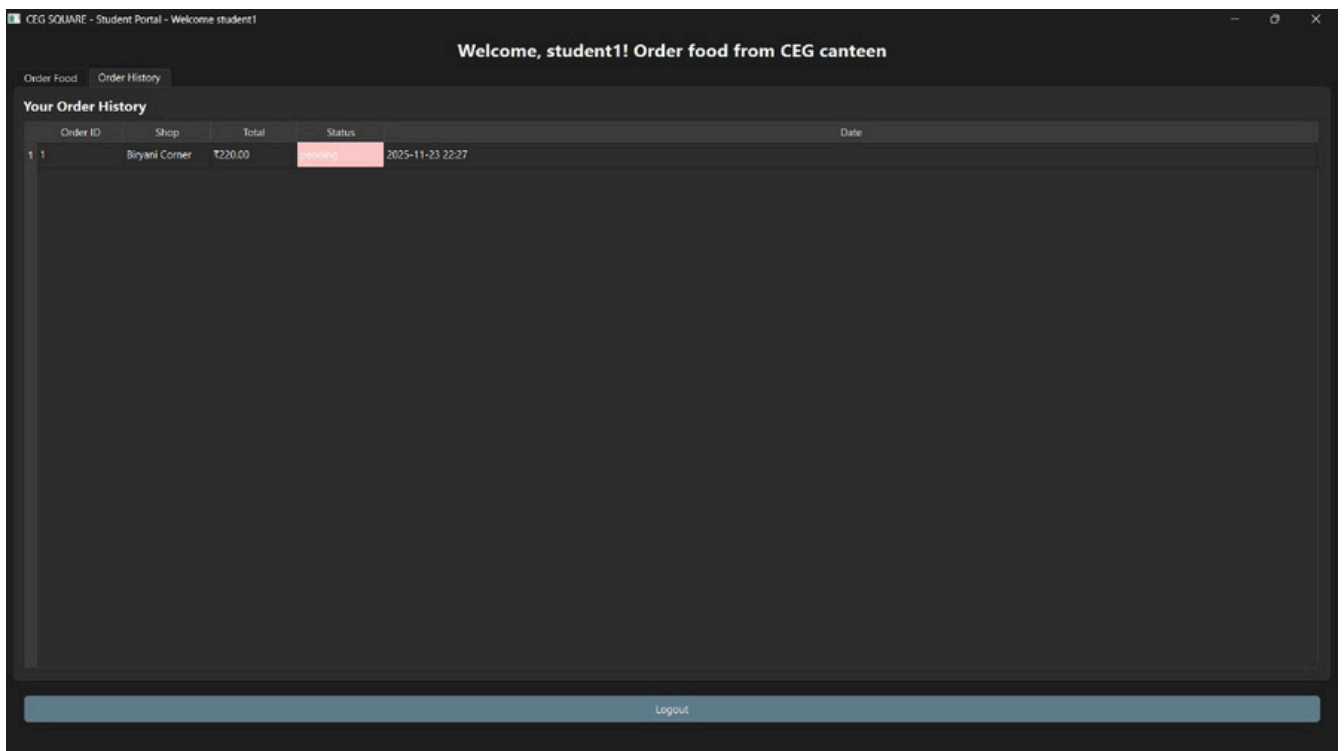 CEG SQUARE - Student Portal - Welcome student1
Welcome, student1! Order food from CEG canteen
Order Food Order History
Your Order History
Order ID Shop Total Status Date
1 1 Biryani Corner ₹220.00 pending 2025-11-23 22:27
Logout